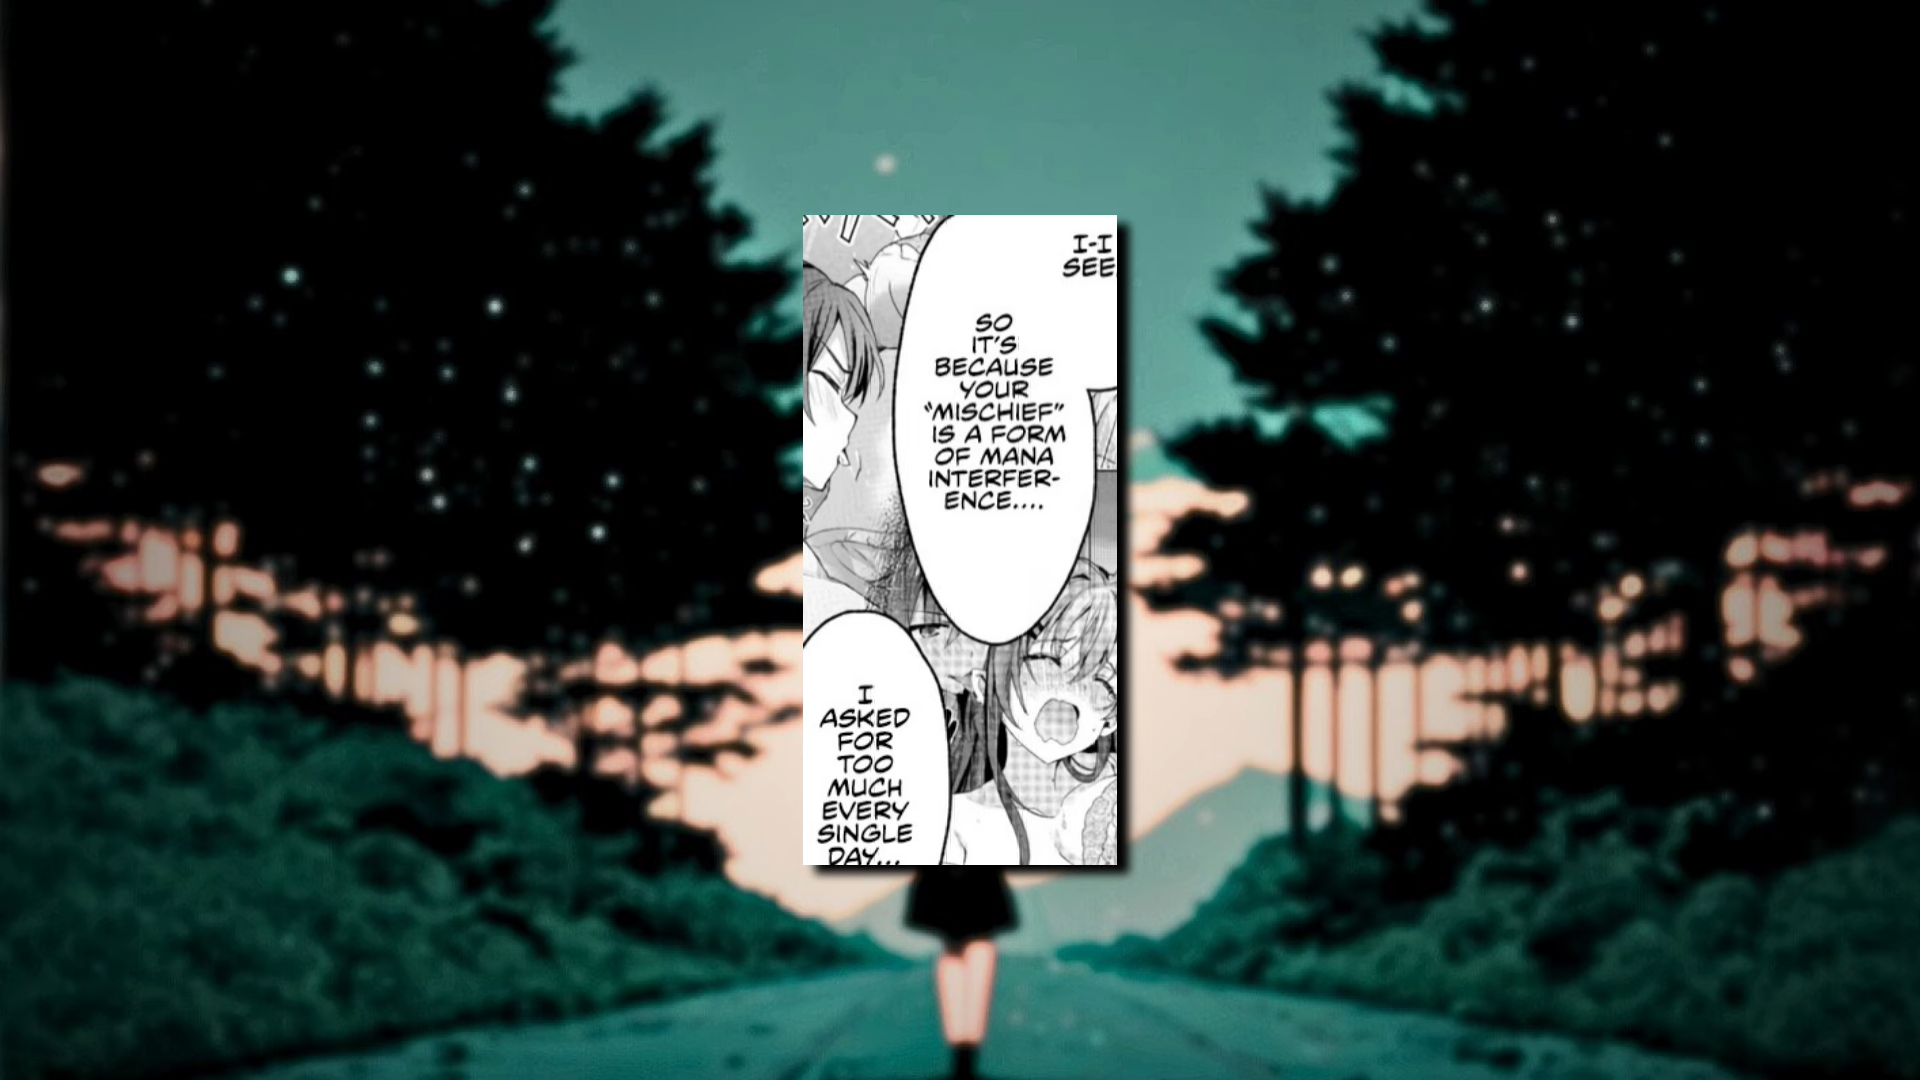 I-I
SEE
SO
IT'S
BECAUSE
YOUR
"MISCHIEF"
IS A FORM
OF MANA
INTERFER-
ENCE....
I
ASKED
FOR
TOO
MUCH
EVERY
SINGLE
DAY...